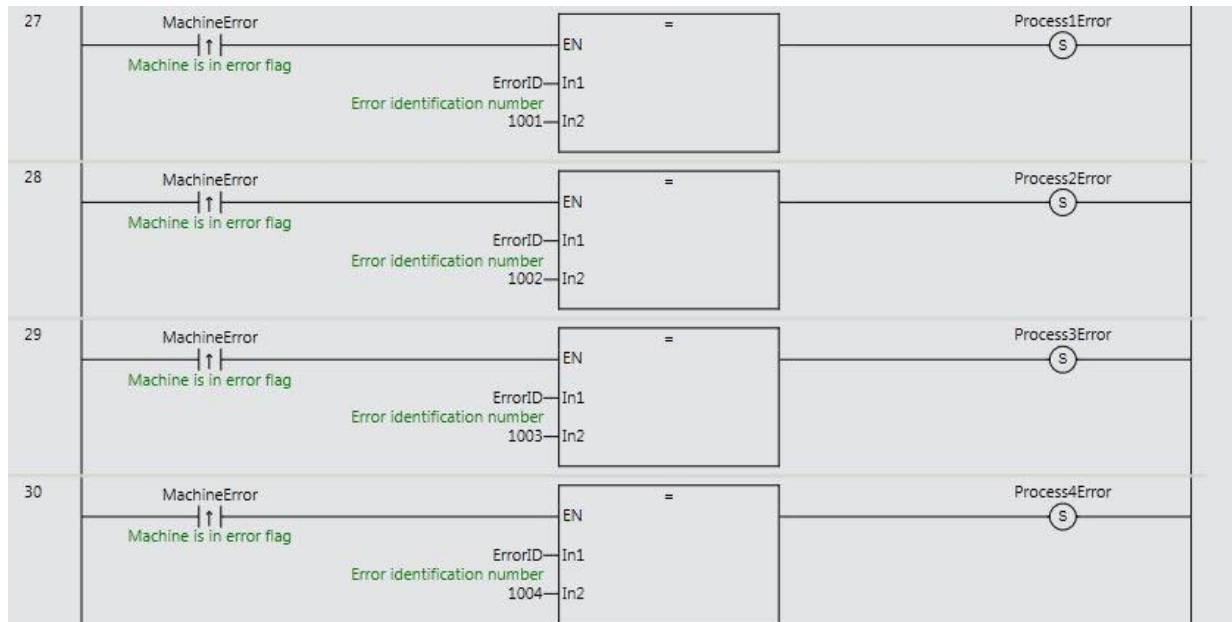 27
MachineError
=
Process1Error
↑
EN
S
Machine is in error flag
ErrorID
In1
Error identification number
1001
In2
28
MachineError
=
Process2Error
↑
EN
S
Machine is in error flag
ErrorID
In1
Error identification number
1002
In2
29
MachineError
=
Process3Error
↑
EN
S
Machine is in error flag
ErrorID
In1
Error identification number
1003
In2
30
MachineError
=
Process4Error
↑
EN
S
Machine is in error flag
ErrorID
In1
Error identification number
1004
In2